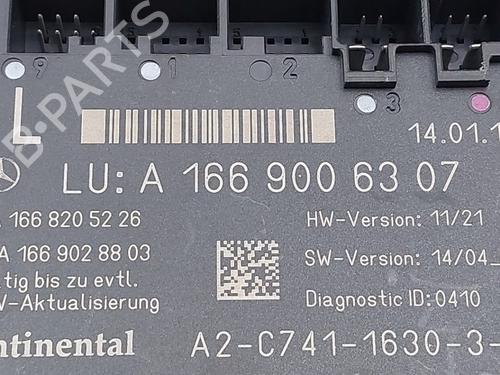 9 1 2 3
L
14.01.1
LU: A 166 900 63 07
166 820 52 26
HW-Version: 11/21
A 166 902 88 03
SW-Version: 14/04_
tig bis zu evtl.
V-Aktualisierung
Diagnostic ID: 0410
ntinental
A2-C741-1630-3-
B-PARTS